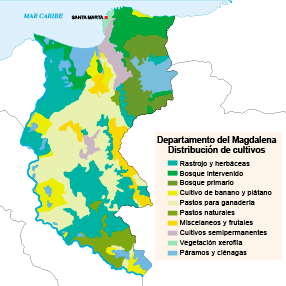 MAR CARIBE
SANTA MARTA
Departamento del Magdalena
Distribución de cultivos
Rastrojo y herbáceas
Bosque intervenido
Bosque primario
Cultivo de banano y plátano
Pastos para ganadería
Pastos naturales
Misceláneos y frutales
Cultivos semipermanentes
Vegetación xerofila
Páramos y ciénagas